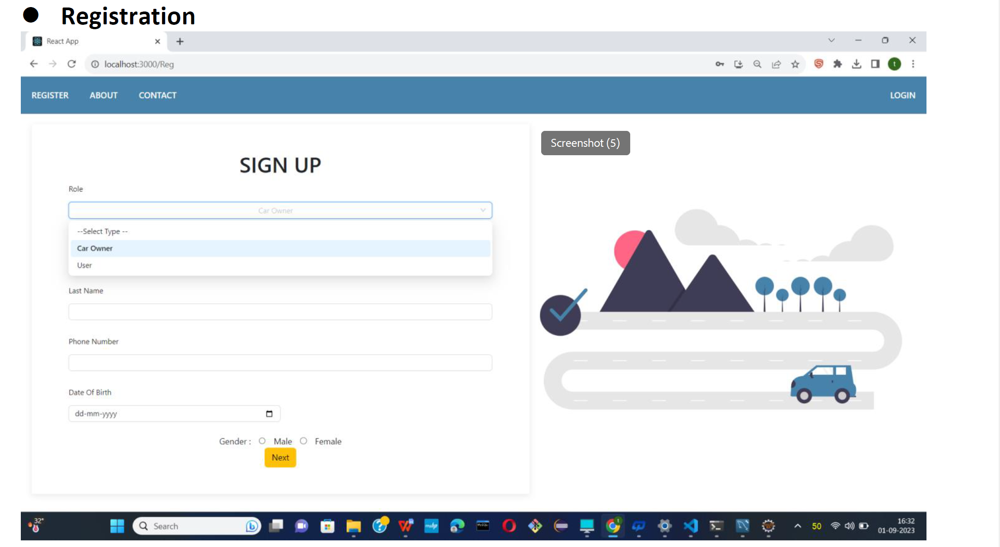 ● Registration
React App
localhost:3000/Reg
t
REGISTER ABOUT CONTACT LOGIN
Screenshot (5)
SIGN UP
Role
Car Owner
--Select Type --
Car Owner
User
Last Name
Phone Number
Date Of Birth
dd-mm-yyyy
Gender : Male Female
Next
32°
Search
myhp
MySQL
50
16:32
01-09-2023